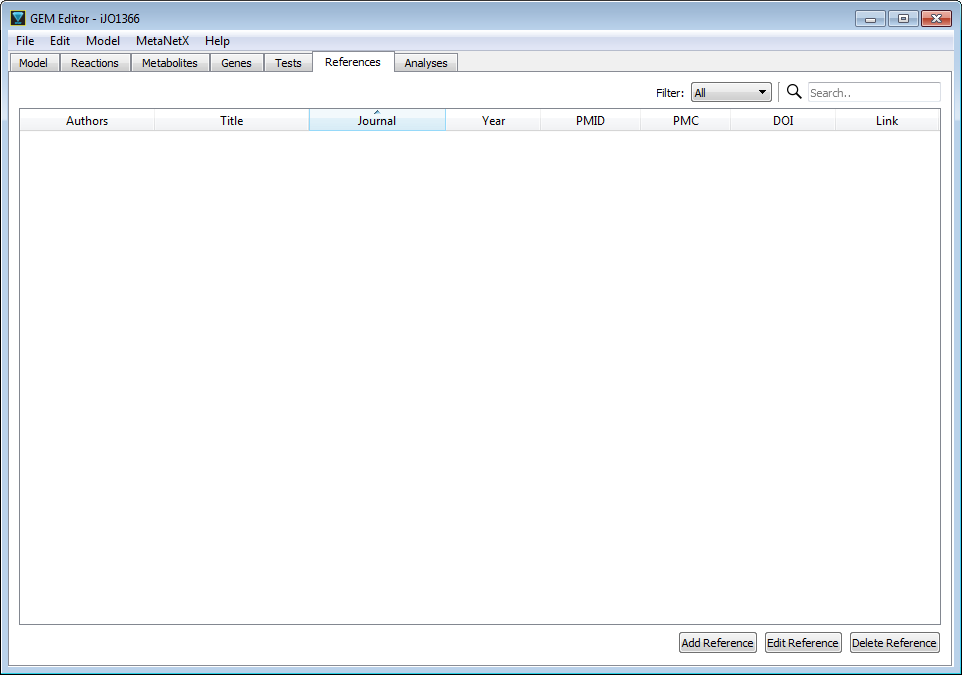 GEM Editor - iJO1366
File Edit Model MetaNetX Help
Model Reactions Metabolites Genes Tests References Analyses
Filter: All Search..
Authors Title Journal Year PMID PMC DOI Link
Add Reference Edit Reference Delete Reference